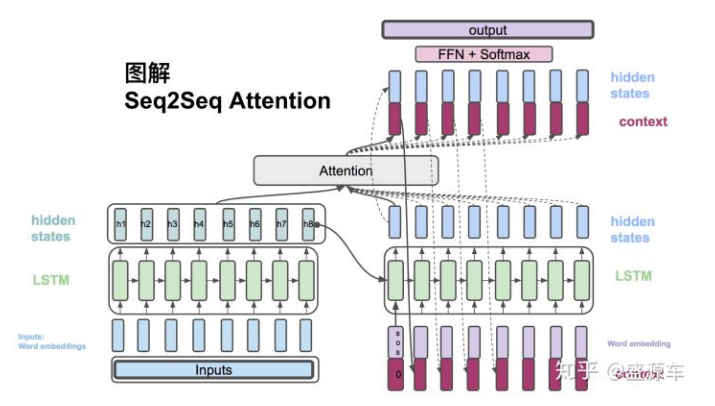 output
FFN + Softmax
图解
Seq2Seq Attention
hidden
states
context
Attention
hidden
states
h1 h2 h3 h4 h5 h6 h7 h8
hidden
states
LSTM
LSTM
Inputs:
Word embeddings
sos
Word embedding
Inputs
0
知乎 @盛源车